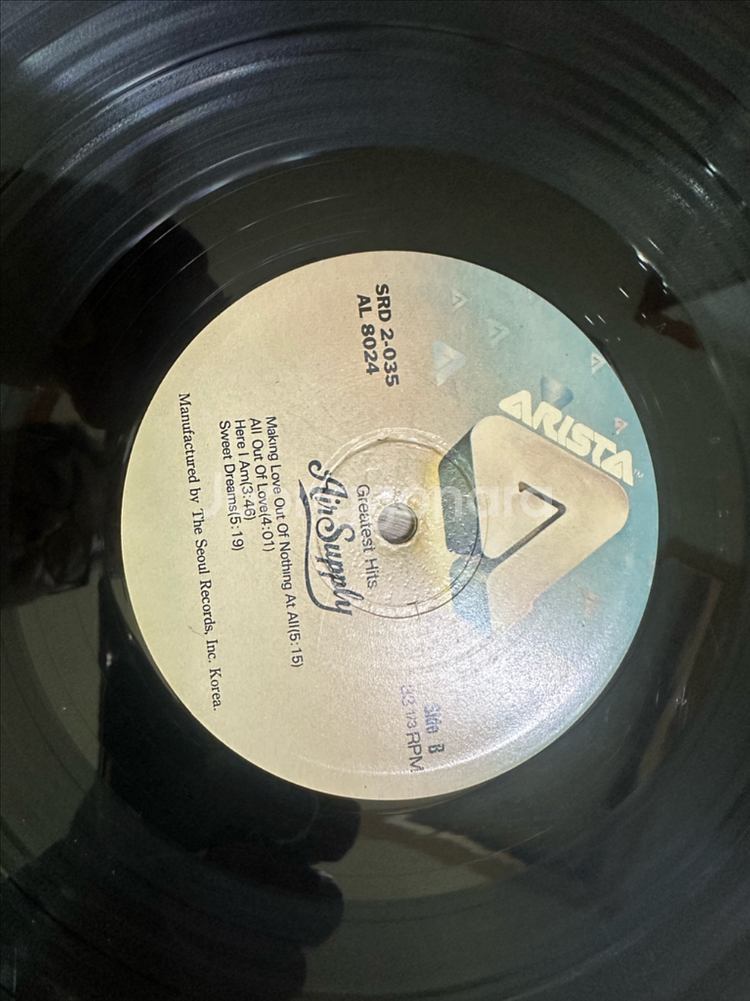 ARISTA
TM
SRD 2-035
AL 8024
Side B
33 1/3 RPM
Greatest Hits
Air Supply
Making Love Out Of Nothing At All(5:15)
All Out Of Love(4:01)
Here I Am(3:46)
Sweet Dreams(5:19)
Manufactured by The Seoul Records, Inc. Korea.